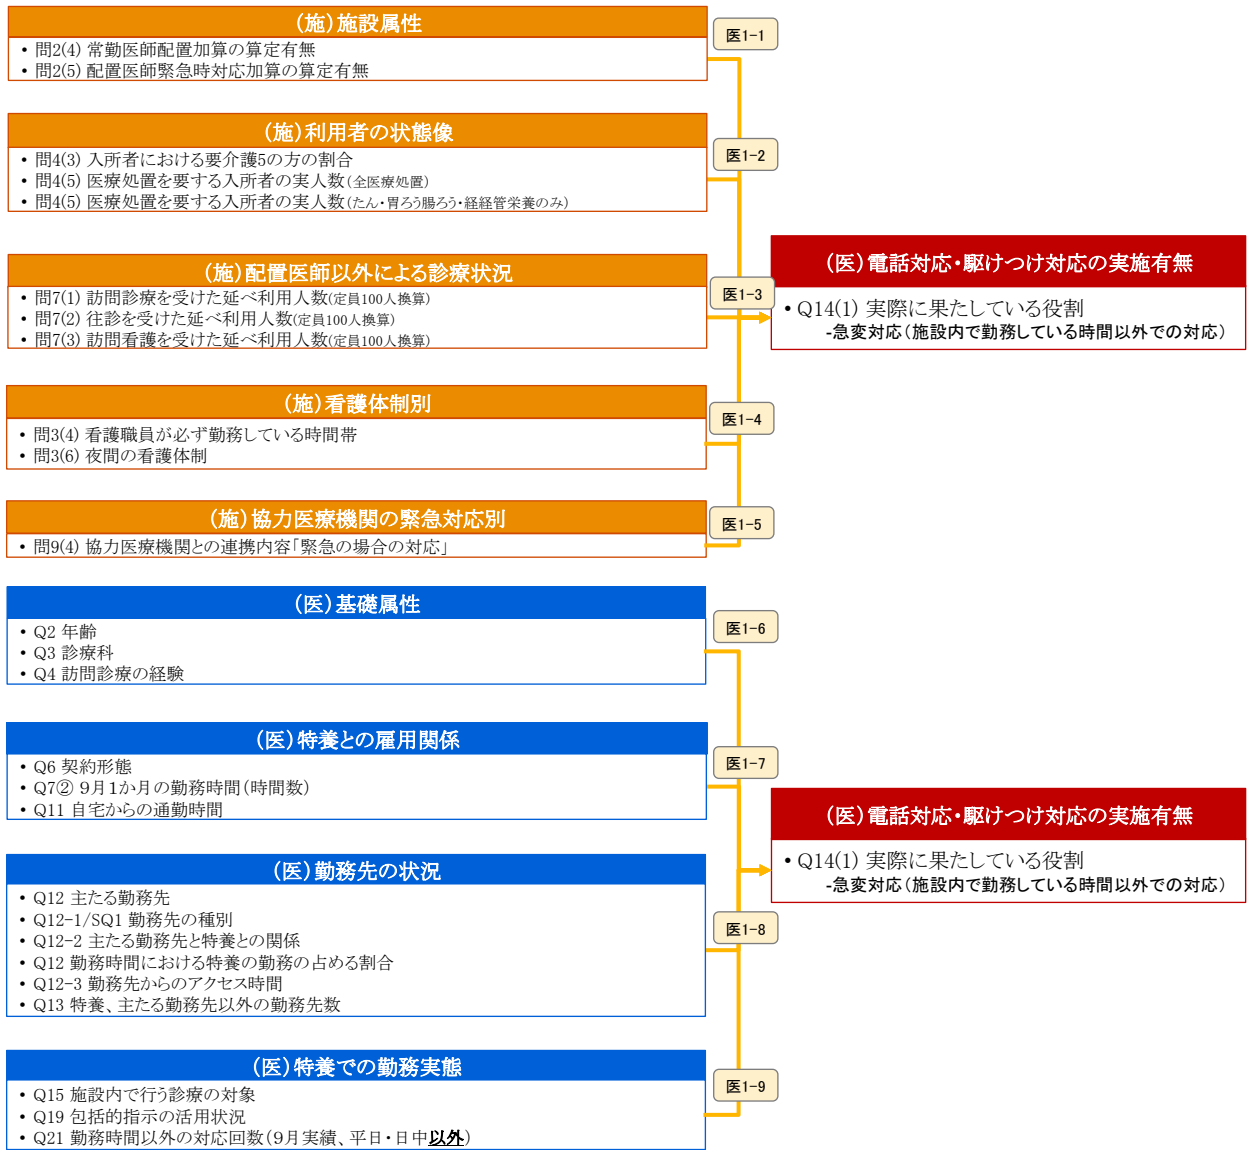 （施）施設属性
医1-1
• 問2(4) 常勤医師配置加算の算定有無
• 問2(5) 配置医師緊急時対応加算の算定有無
（施）利用者の状態像
医1-2
• 問4(3) 入所者における要介護5の方の割合
• 問4(5) 医療処置を要する入所者の実人数（全医療処置）
• 問4(5) 医療処置を要する入所者の実人数（たん・胃ろう腸ろう・経経管栄養のみ）
（施）配置医師以外による診療状況
医1-3
• 問7(1) 訪問診療を受けた延べ利用人数（定員100人換算）
• 問7(2) 往診を受けた延べ利用人数（定員100人換算）
• 問7(3) 訪問看護を受けた延べ利用人数（定員100人換算）
（医）電話対応・駆けつけ対応の実施有無
• Q14(1) 実際に果たしている役割
-急変対応（施設内で勤務している時間以外での対応）
（施）看護体制別
医1-4
• 問3(4) 看護職員が必ず勤務している時間帯
• 問3(6) 夜間の看護体制
（施）協力医療機関の緊急対応別
医1-5
• 問9(4) 協力医療機関との連携内容「緊急の場合の対応」
（医）基礎属性
医1-6
• Q2 年齢
• Q3 診療科
• Q4 訪問診療の経験
（医）特養との雇用関係
医1-7
• Q6 契約形態
• Q7② 9月1か月の勤務時間（時間数）
• Q11 自宅からの通勤時間
（医）電話対応・駆けつけ対応の実施有無
• Q14(1) 実際に果たしている役割
-急変対応（施設内で勤務している時間以外での対応）
（医）勤務先の状況
医1-8
• Q12 主たる勤務先
• Q12-1/SQ1 勤務先の種別
• Q12-2 主たる勤務先と特養との関係
• Q12 勤務時間における特養の勤務の占める割合
• Q12-3 勤務先からのアクセス時間
• Q13 特養、主たる勤務先以外の勤務先数
（医）特養での勤務実態
医1-9
• Q15 施設内で行う診療の対象
• Q19 包括的指示の活用状況
• Q21 勤務時間以外の対応回数（9月実績、平日・日中以外）